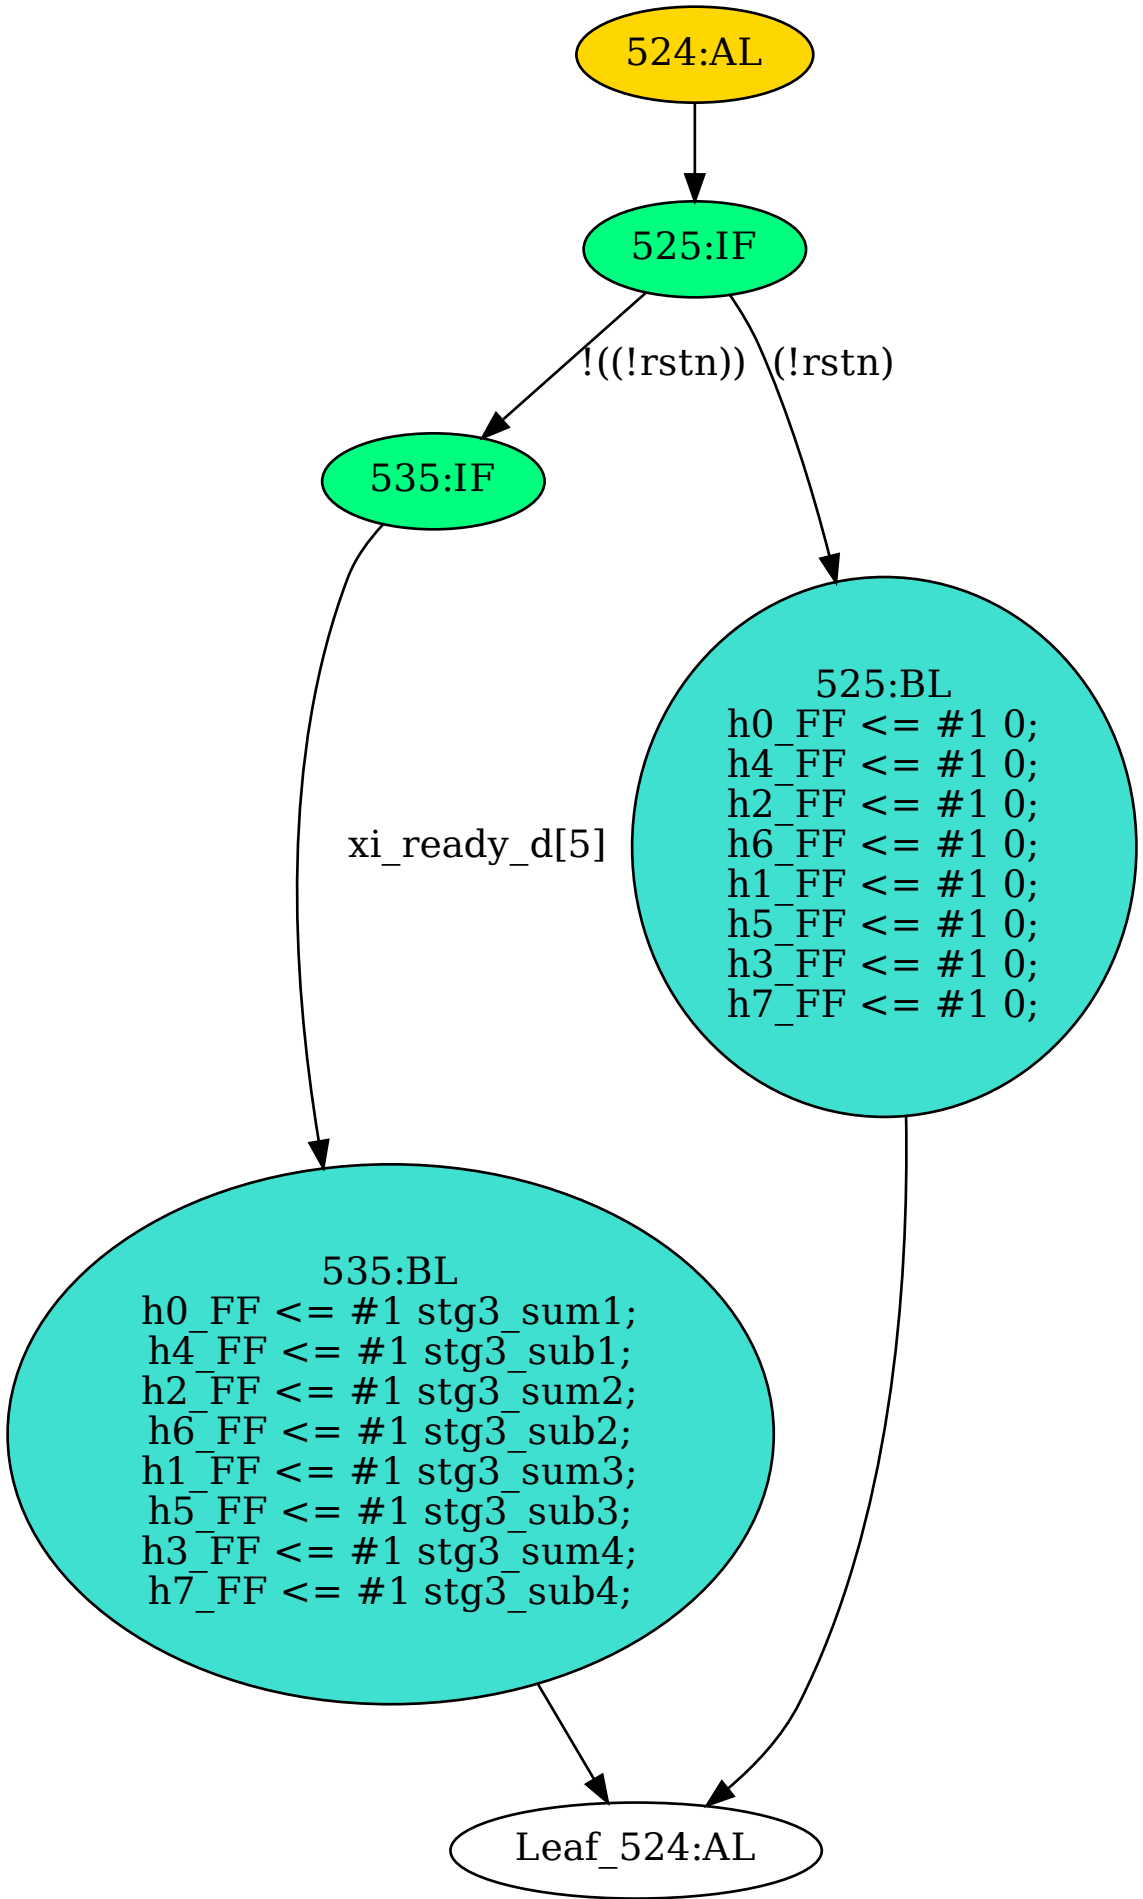 524:AL
525:IF
!((!rstn))
(!rstn)
535:IF
525:BL
h0_FF <= #1 0;
h4_FF <= #1 0;
h2_FF <= #1 0;
h6_FF <= #1 0;
h1_FF <= #1 0;
h5_FF <= #1 0;
h3_FF <= #1 0;
h7_FF <= #1 0;
xi_ready_d[5]
535:BL
h0_FF <= #1 stg3_sum1;
h4_FF <= #1 stg3_sub1;
h2_FF <= #1 stg3_sum2;
h6_FF <= #1 stg3_sub2;
h1_FF <= #1 stg3_sum3;
h5_FF <= #1 stg3_sub3;
h3_FF <= #1 stg3_sum4;
h7_FF <= #1 stg3_sub4;
Leaf_524:AL